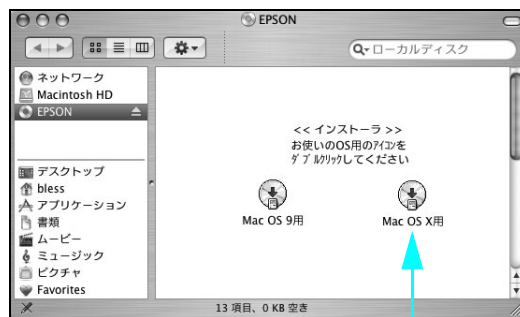 EPSON
ローカルディスク
ネットワーク
Macintosh HD
EPSON
デスクトップ
bless
アプリケーション
書類
ムービー
ミュージック
ピクチャ
Favorites
<< インストーラ >>
お使いのOS用のｱｲｺﾝを
ﾀﾞﾌﾞﾙｸﾘｯｸしてください
Mac OS 9用
Mac OS X用
13 項目、0 KB 空き